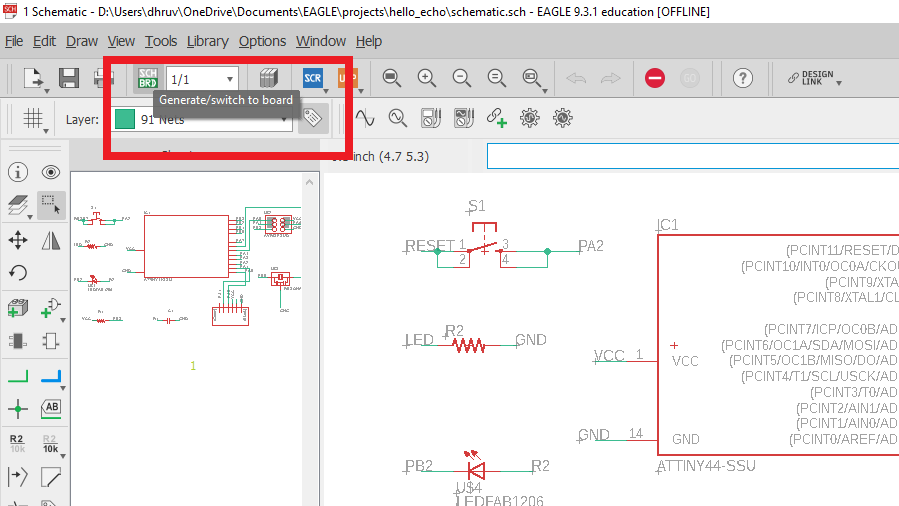 1 Schematic - D:\Users\dhruv\OneDrive\Documents\EAGLE\projects\hello_echo\schematic.sch - EAGLE 9.3.1 education [OFFLINE]
File Edit Draw View Tools Library Options Window Help
SCH BRD 1/1 SCR DESIGN LINK
Generate/switch to board
Layer: 91 Nets
inch (4.7 5.3)
S1
RESET 1 3 PA2
2 4
IC1
(PCINT11/RESET/D
(PCINT10/INT0/OC0A/CKOU
(PCINT9/XTA
(PCINT8/XTAL1/CL
LED R2 GND
(PCINT7/ICP/OC0B/AD
(PCINT6/OC1A/SDA/MOSI/AD
VCC 1 VCC (PCINT5/OC1B/MISO/DO/AD
(PCINT4/T1/SCL/USCK/AD
(PCINT3/T0/AD
(PCINT2/AIN1/AD
(PCINT1/AIN0/AD
GND 14 GND (PCINT0/AREF/AD
ATTINY44-SSU
PB2 R2
U$4
LEDFAB1206
1
AB
R2 R2
10k 10k